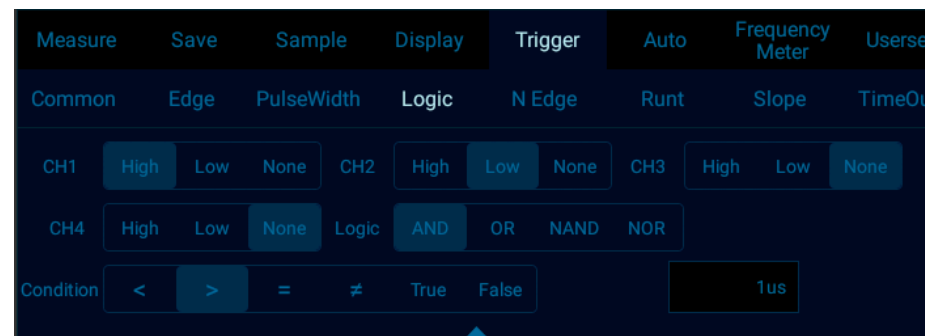 Measure Save Sample Display Trigger Auto Frequency Meter Userse
Common Edge PulseWidth Logic N Edge Runt Slope TimeOu
CH1 High Low None CH2 High Low None CH3 High Low None
CH4 High Low None Logic AND OR NAND NOR
Condition < > = ≠ True False 1us